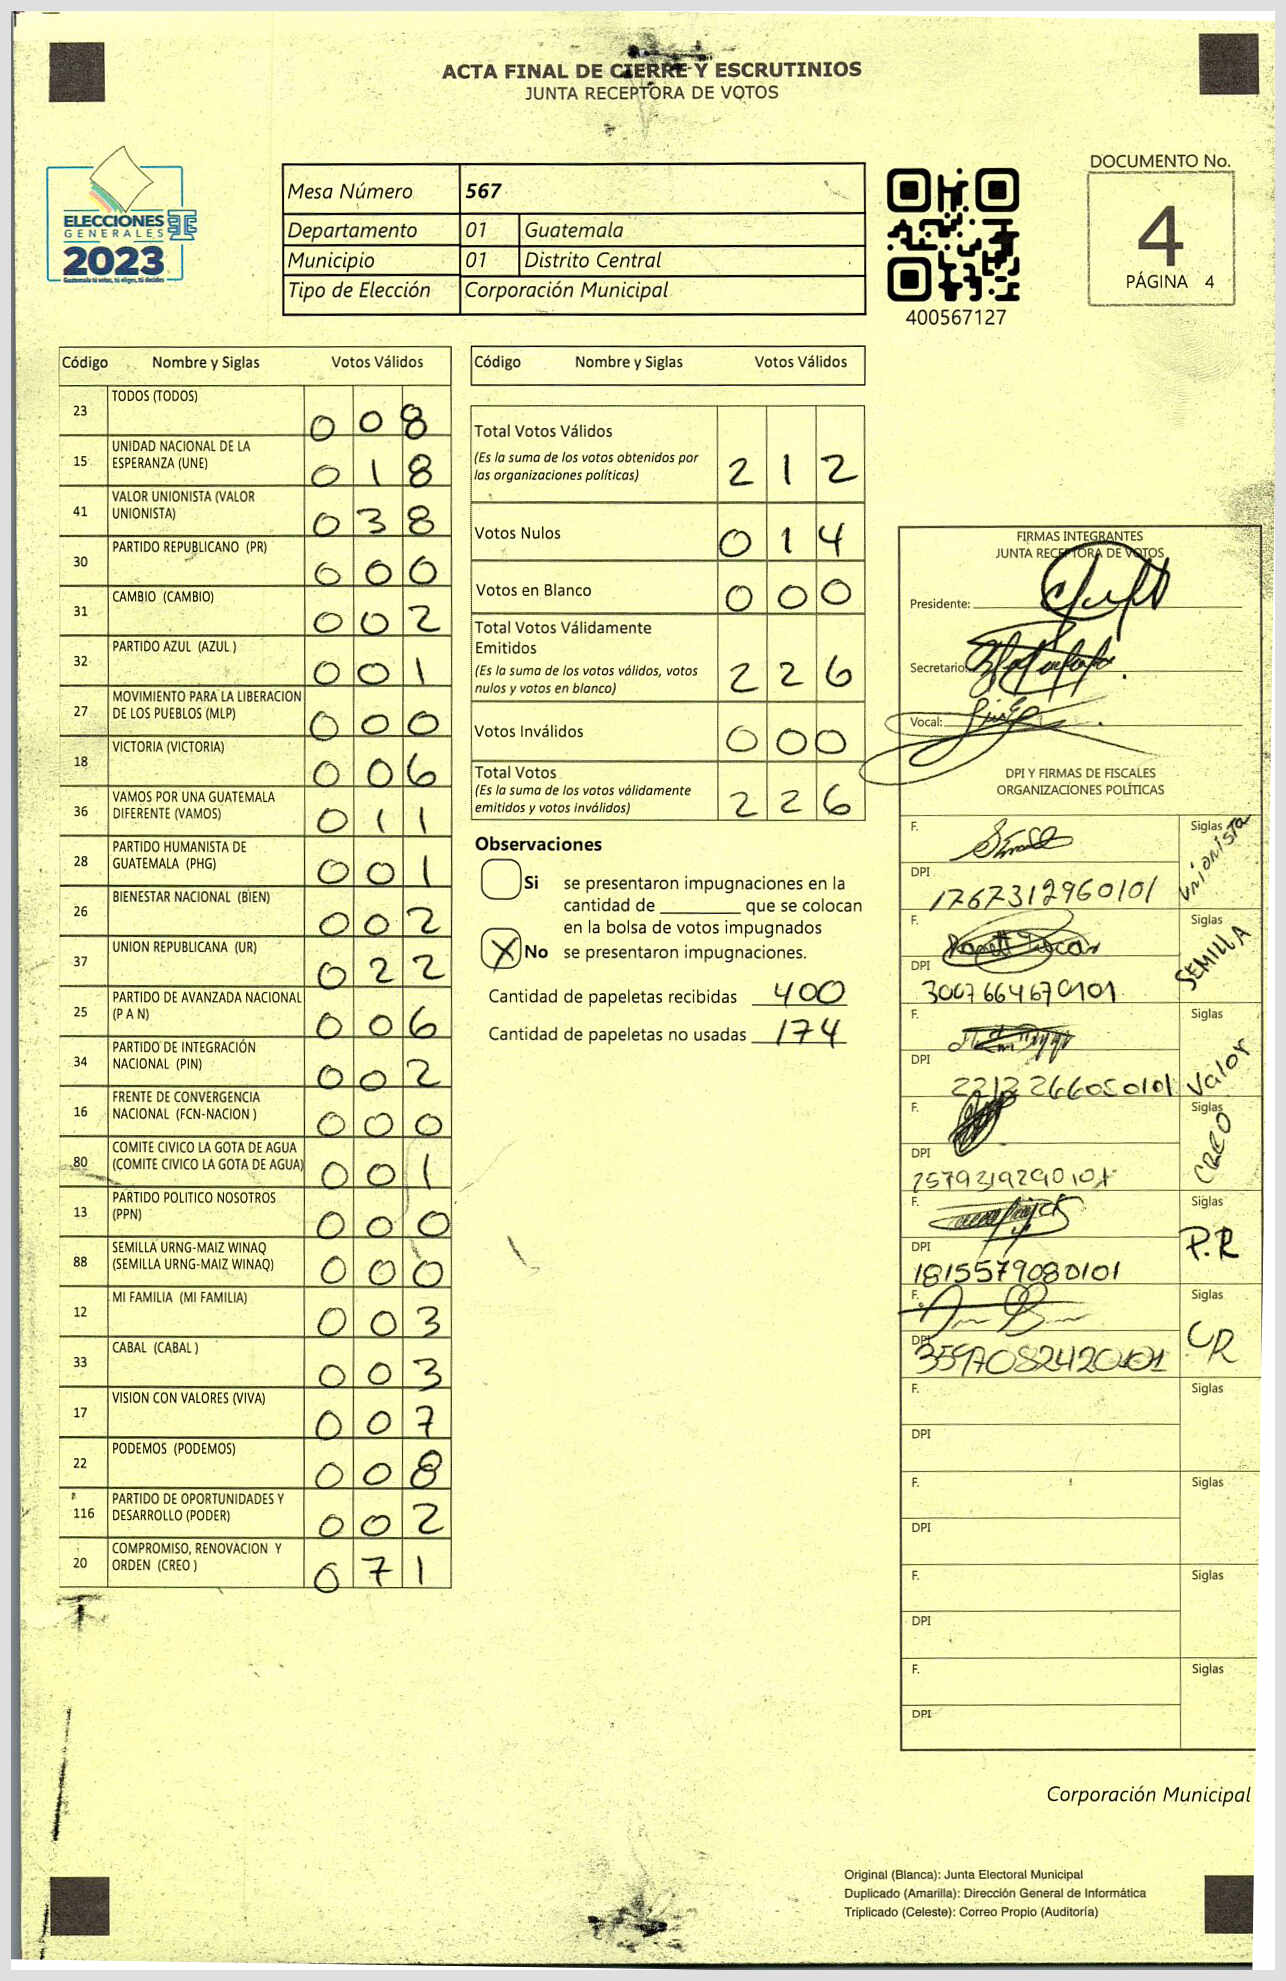 ACTA FINAL DE CIERRE Y ESCRUTINIOS
JUNTA RECEPTORA DE VOTOS
ELECCIONES
GENERALES
2023
Guatemala tú votas, tú eliges, tú decides
Mesa Número 567
Departamento 01 Guatemala
Municipio 01 Distrito Central
Tipo de Elección Corporación Municipal
400567127
DOCUMENTO No.
4
PÁGINA 4
Código Nombre y Siglas Votos Válidos
23 TODOS (TODOS) 0 0 8
15 UNIDAD NACIONAL DE LA
ESPERANZA (UNE) 0 1 8
41 VALOR UNIONISTA (VALOR
UNIONISTA) 0 3 8
30 PARTIDO REPUBLICANO (PR) 0 0 0
31 CAMBIO (CAMBIO) 0 0 2
32 PARTIDO AZUL (AZUL ) 0 0 1
27 MOVIMIENTO PARA LA LIBERACION
DE LOS PUEBLOS (MLP) 0 0 0
18 VICTORIA (VICTORIA) 0 0 6
36 VAMOS POR UNA GUATEMALA
DIFERENTE (VAMOS) 0 1 1
28 PARTIDO HUMANISTA DE
GUATEMALA (PHG) 0 0 1
26 BIENESTAR NACIONAL (BIEN) 0 0 2
37 UNION REPUBLICANA (UR) 0 2 2
25 PARTIDO DE AVANZADA NACIONAL
(P A N) 0 0 6
34 PARTIDO DE INTEGRACIÓN
NACIONAL (PIN) 0 0 2
16 FRENTE DE CONVERGENCIA
NACIONAL (FCN-NACION ) 0 0 0
80 COMITE CIVICO LA GOTA DE AGUA
(COMITE CIVICO LA GOTA DE AGUA) 0 0 1
13 PARTIDO POLITICO NOSOTROS
(PPN) 0 0 0
88 SEMILLA URNG-MAIZ WINAQ
(SEMILLA URNG-MAIZ WINAQ) 0 0 0
12 MI FAMILIA (MI FAMILIA) 0 0 3
33 CABAL (CABAL ) 0 0 3
17 VISION CON VALORES (VIVA) 0 0 7
22 PODEMOS (PODEMOS) 0 0 8
116 PARTIDO DE OPORTUNIDADES Y
DESARROLLO (PODER) 0 0 2
20 COMPROMISO, RENOVACION Y
ORDEN (CREO ) 0 7 1
Código Nombre y Siglas Votos Válidos
Total Votos Válidos
(Es la suma de los votos obtenidos por
las organizaciones políticas) 2 1 2
Votos Nulos 0 1 4
Votos en Blanco 0 0 0
Total Votos Válidamente
Emitidos
(Es la suma de los votos válidos, votos
nulos y votos en blanco) 2 2 6
Votos Inválidos 0 0 0
Total Votos
(Es la suma de los votos válidamente
emitidos y votos inválidos) 2 2 6
Observaciones
Si se presentaron impugnaciones en la
cantidad de ________ que se colocan
en la bolsa de votos impugnados
X No se presentaron impugnaciones.
Cantidad de papeletas recibidas 400
Cantidad de papeletas no usadas 174
FIRMAS INTEGRANTES
JUNTA RECEPTORA DE VOTOS
Presidente:
Secretario:
Vocal:
DPI Y FIRMAS DE FISCALES
ORGANIZACIONES POLÍTICAS
F. Siglas
Unionista
DPI 1767312960101
F. Siglas
SEMILLA
DPI 3007664670101
F. Siglas
Valor
DPI
F. Siglas
CREO
DPI
F. Siglas
P.R
DPI 1815579080101
F. Siglas
UR
DPI
F. Siglas
DPI
F. Siglas
DPI
F. Siglas
DPI
F. Siglas
DPI
Corporación Municipal
Original (Blanca): Junta Electoral Municipal
Duplicado (Amarilla): Dirección General de Informática
Triplicado (Celeste): Correo Propio (Auditoría)